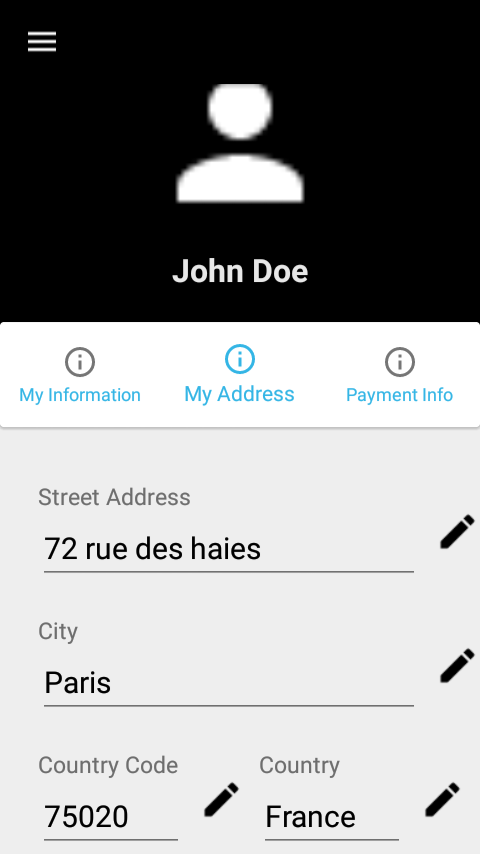 John Doe
My Information
My Address
Payment Info
Street Address
72 rue des haies
City
Paris
Country Code
Country
75020
France